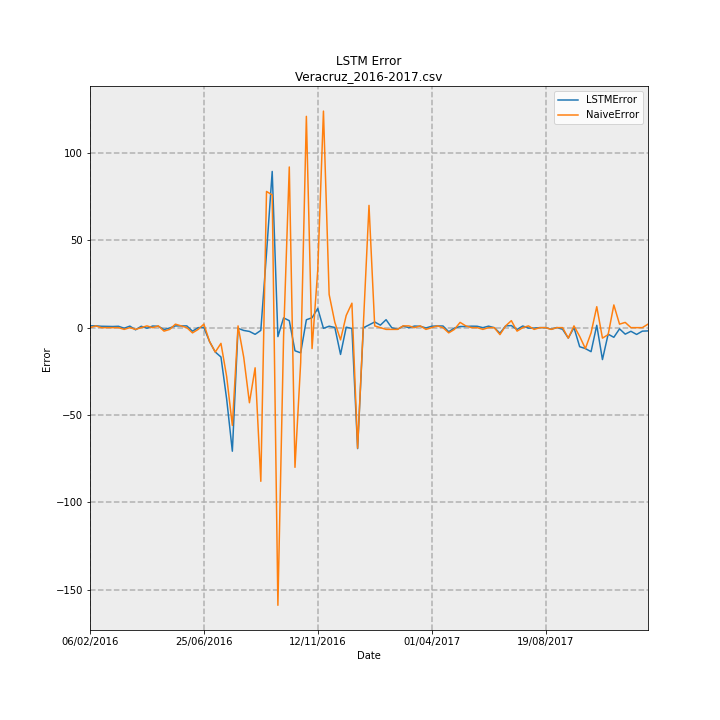 LSTM Error
Veracruz_2016-2017.csv
LSTMError
NaiveError
100
50
0
−50
−100
−150
Error
06/02/2016
25/06/2016
12/11/2016
01/04/2017
19/08/2017
Date